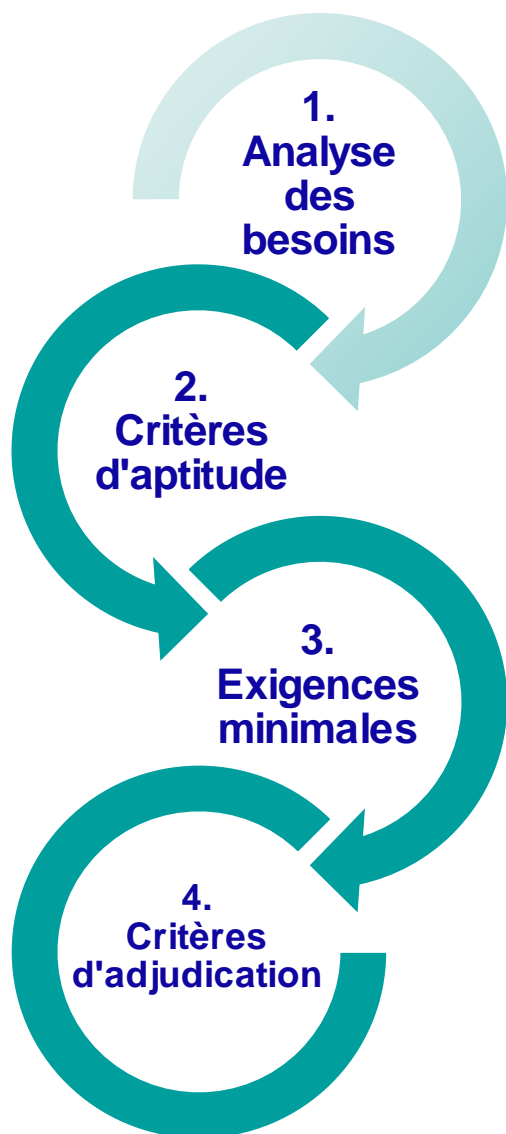 1.
Analyse
des
besoins
2.
Critères
d'aptitude
3.
Exigences
minimales
4.
Critères
d'adjudication